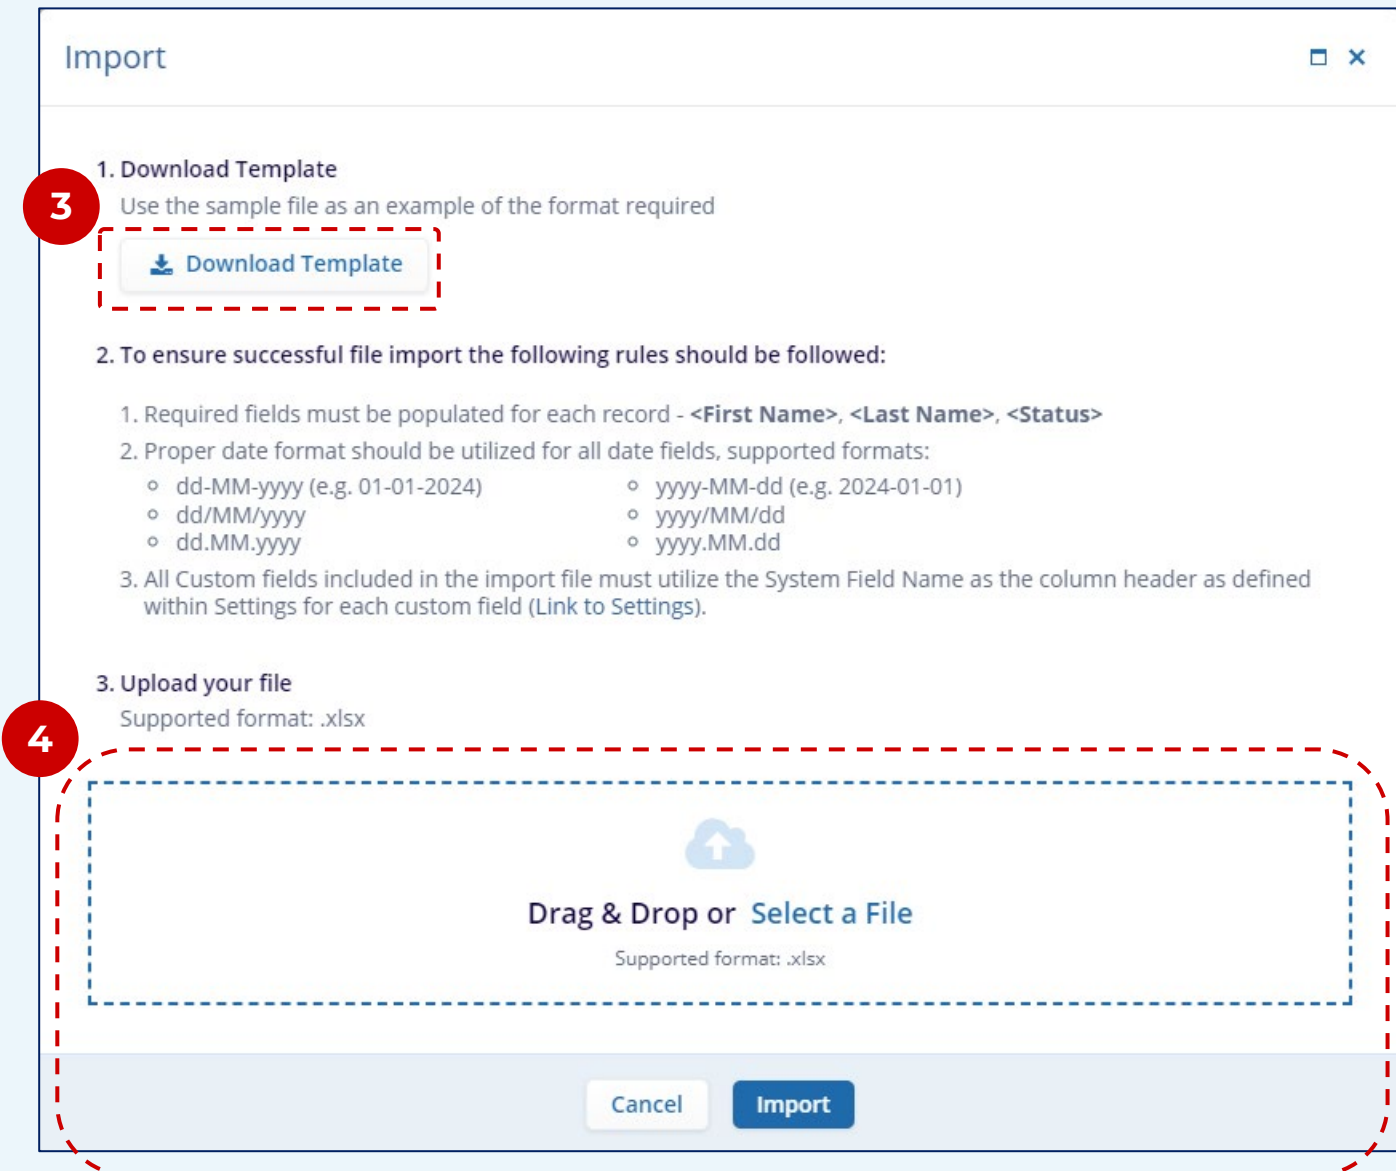 Import
1. Download Template
3
Use the sample file as an example of the format required
Download Template
2. To ensure successful file import the following rules should be followed:
1. Required fields must be populated for each record - <First Name>, <Last Name>, <Status>
2. Proper date format should be utilized for all date fields, supported formats:
dd-MM-yyyy (e.g. 01-01-2024)
dd/MM/yyyy
dd.MM.yyyy
yyyy-MM-dd (e.g. 2024-01-01)
yyyy/MM/dd
yyyy.MM.dd
3. All Custom fields included in the import file must utilize the System Field Name as the column header as defined
within Settings for each custom field (Link to Settings).
3. Upload your file
Supported format: .xlsx
4
Drag & Drop or Select a File
Supported format: .xlsx
Cancel
Import